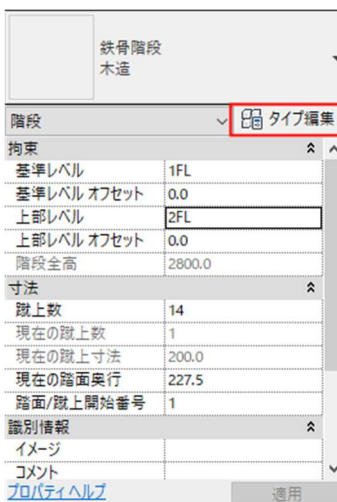 鉄骨階段
木造
階段 タイプ編集
拘束
基準レベル 1FL
基準レベル オフセット 0.0
上部レベル 2FL
上部レベル オフセット 0.0
階段全高 2800.0
寸法
蹴上数 14
現在の蹴上数 1
現在の蹴上寸法 200.0
現在の踏面奥行 227.5
踏面/蹴上開始番号 1
識別情報
イメージ
コメント
プロパティヘルプ 適用